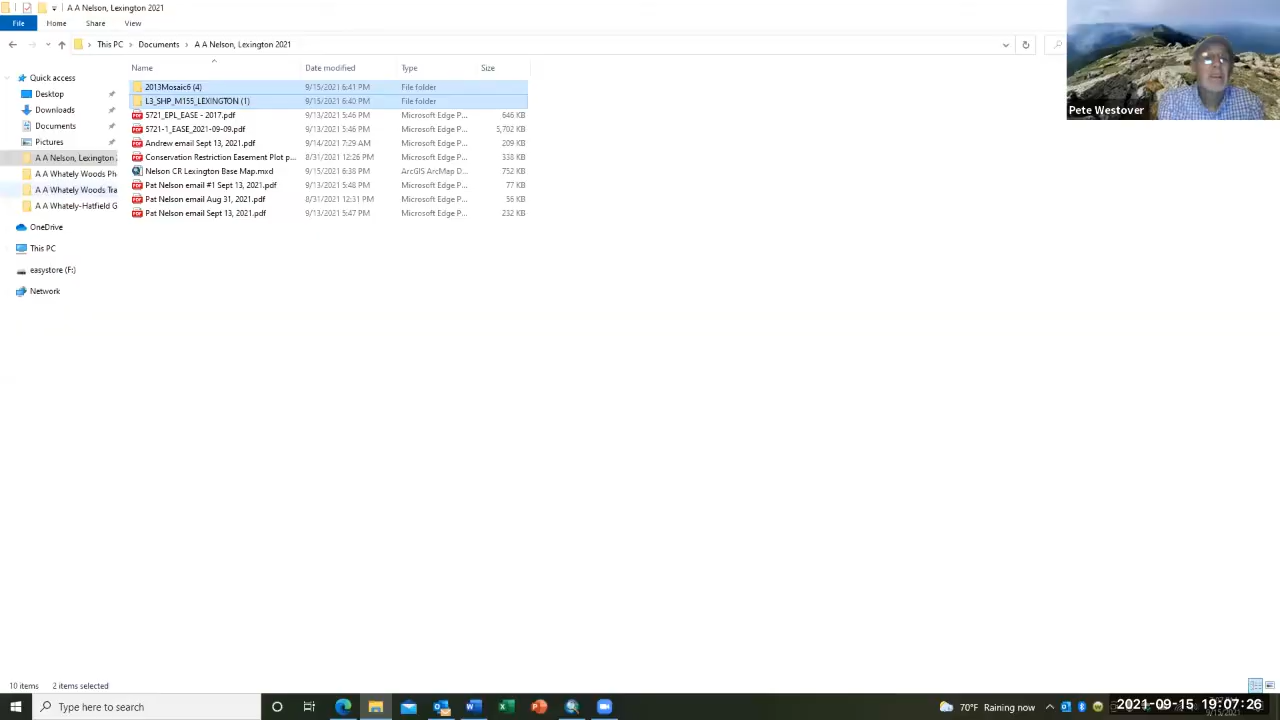 A A Nelson, Lexington 2021
File Home Share View
This PC Documents A A Nelson, Lexington 2021
Name Date modified Type Size
Quick access
Desktop
Downloads
Documents
Pictures
A A Nelson, Lexington
A A Whately Woods Ph
A A Whately Woods Tra
A A Whately-Hatfield G
OneDrive
This PC
easystore (F:)
Network
2013Mosaic6 (4) 9/15/2021 6:41 PM File folder
L3_SHP_M155_LEXINGTON (1) 9/15/2021 6:40 PM File folder
5721_EPL_EASE - 2017.pdf 9/13/2021 5:46 PM Microsoft Edge P... 646 KB
5721-1_EASE_2021-09-09.pdf 9/13/2021 5:46 PM Microsoft Edge P... 5,702 KB
Andrew email Sept 13, 2021.pdf 9/14/2021 7:29 AM Microsoft Edge P... 209 KB
Conservation Restriction Easement Plot p... 8/31/2021 12:26 PM Microsoft Edge P... 338 KB
Nelson CR Lexington Base Map.mxd 9/15/2021 6:38 PM ArcGIS ArcMap D... 752 KB
Pat Nelson email #1 Sept 13, 2021.pdf 9/13/2021 5:48 PM Microsoft Edge P... 77 KB
Pat Nelson email Aug 31, 2021.pdf 8/31/2021 12:31 PM Microsoft Edge P... 56 KB
Pat Nelson email Sept 13, 2021.pdf 9/13/2021 5:47 PM Microsoft Edge P... 232 KB
Pete Westover
10 items 2 items selected
Type here to search
70°F Raining now
2021-09-15 19:07:26
9/15/2021